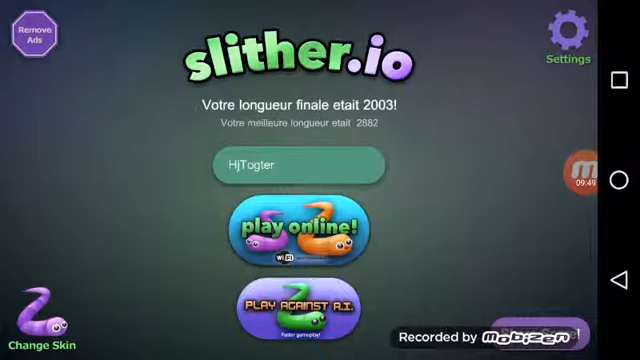 Remove
Ads
slither.io
Settings
Votre longueur finale etait 2003!
Votre meilleure longueur etait 2882
HjTogter
09:49
play online!
WiFi
PLAY AGAINST A.I.
Faster gameplay!
Change Skin
Recorded by Mobizen